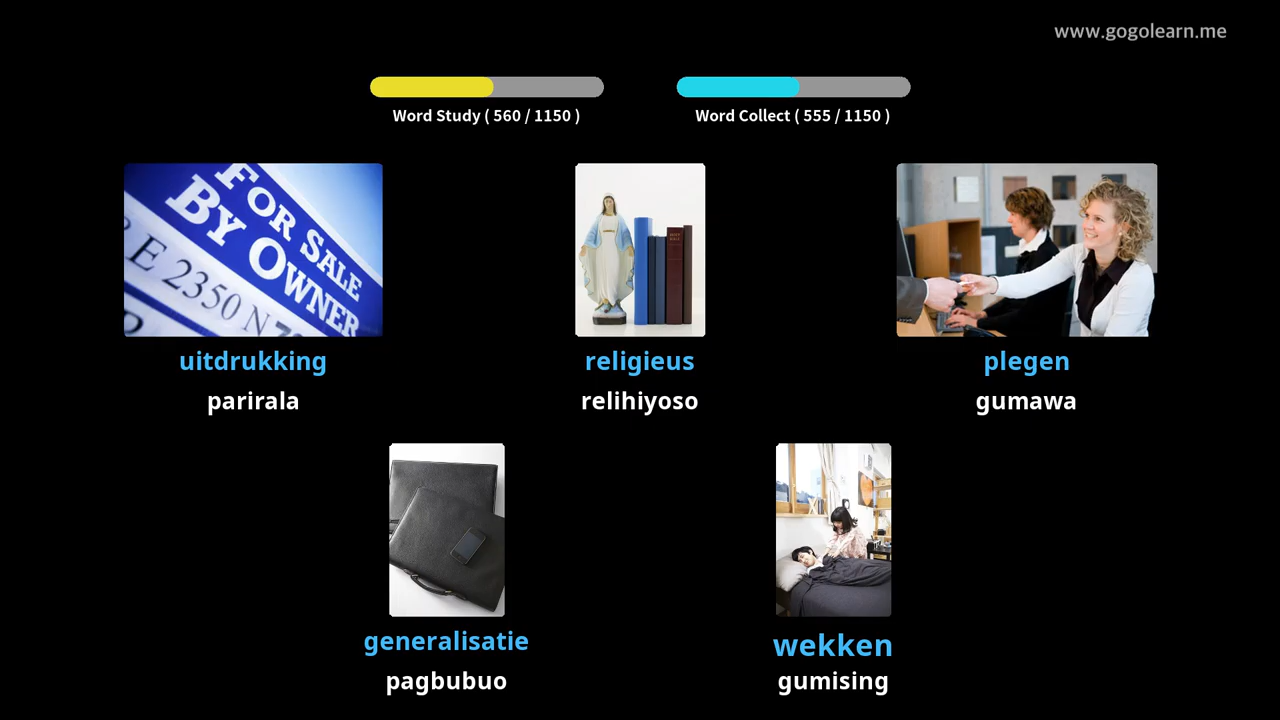 www.gogolearn.me
Word Study ( 560 / 1150 )
Word Collect ( 555 / 1150 )
FOR SALE
BY OWNER
E 2350 N
uitdrukking
parirala
religieus
relihiyoso
plegen
gumawa
generalisatie
pagbubuo
wekken
gumising